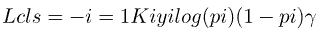 Lcls = −i = 1Kiyilog(pi)(1 − pi)γ